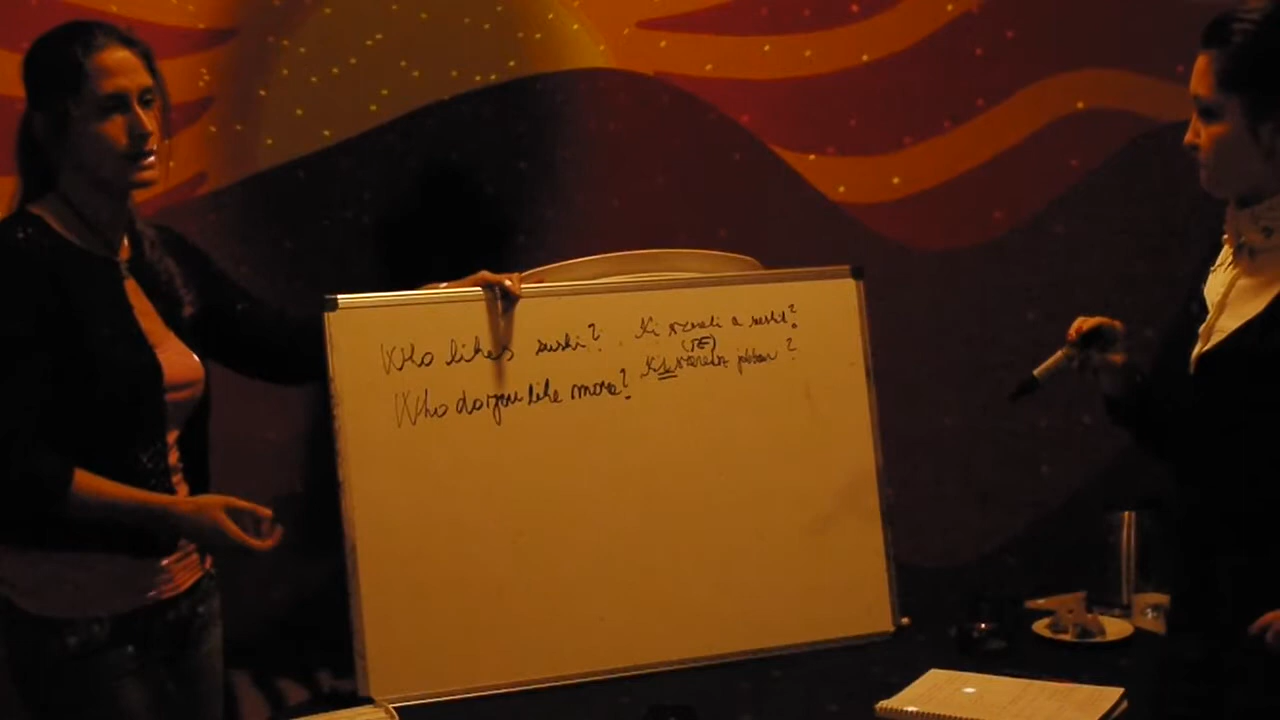 Who likes sushi? Ki szereti a sushit?
(TE)
Who do you like more? Kit szeretsz jobban?